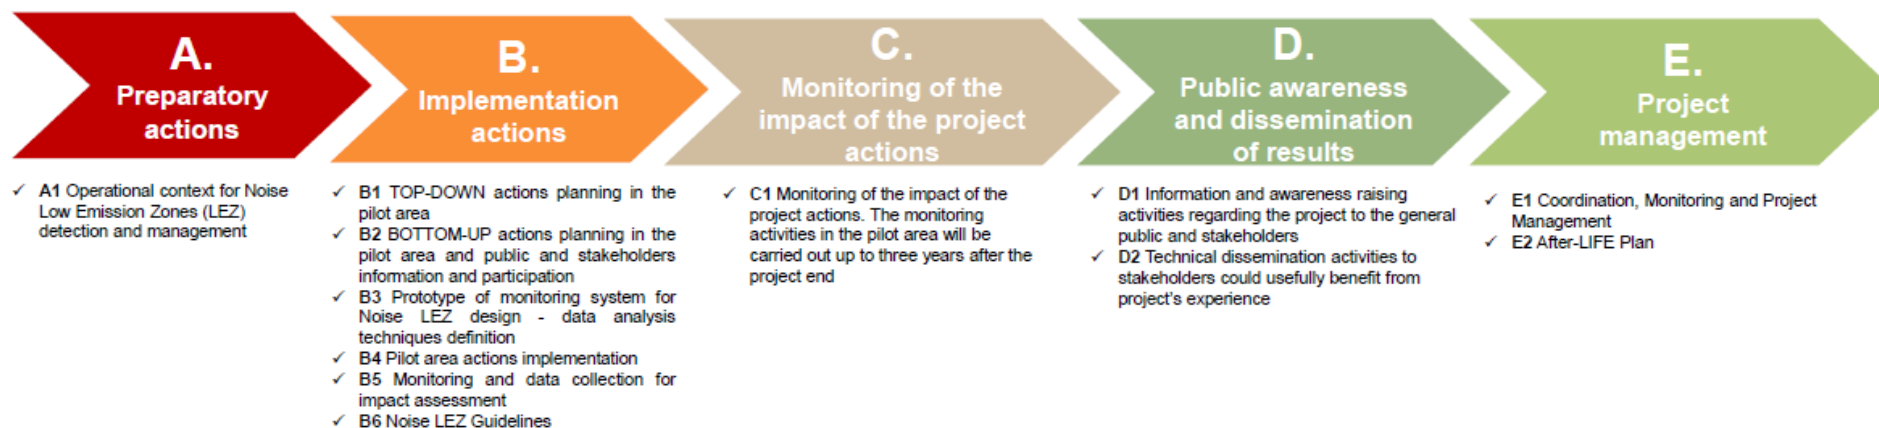 A.
Preparatory
actions
✓ A1 Operational context for Noise
Low Emission Zones (LEZ)
detection and management
B.
Implementation
actions
✓ B1 TOP-DOWN actions planning in the
pilot area
✓ B2 BOTTOM-UP actions planning in the
pilot area and public and stakeholders
information and participation
✓ B3 Prototype of monitoring system for
Noise LEZ design - data analysis
techniques definition
✓ B4 Pilot area actions implementation
✓ B5 Monitoring and data collection for
impact assessment
✓ B6 Noise LEZ Guidelines
C.
Monitoring of the
impact of the project
actions
✓ C1 Monitoring of the impact of the
project actions. The monitoring
activities in the pilot area will be
carried out up to three years after the
project end
D.
Public awareness
and dissemination
of results
✓ D1 Information and awareness raising
activities regarding the project to the general
public and stakeholders
✓ D2 Technical dissemination activities to
stakeholders could usefully benefit from
project's experience
E.
Project
management
✓ E1 Coordination, Monitoring and Project
Management
✓ E2 After-LIFE Plan